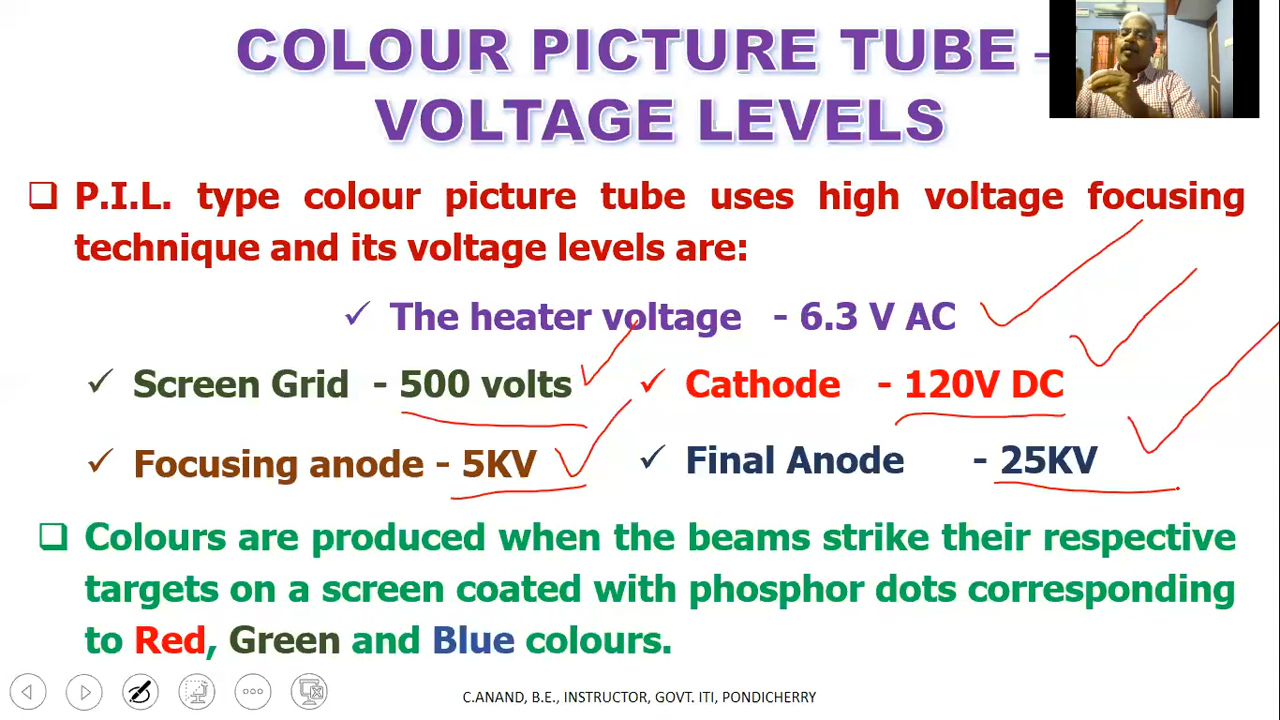 COLOUR PICTURE TUBE –
VOLTAGE LEVELS
P.I.L. type colour picture tube uses high voltage focusing
technique and its voltage levels are:
The heater voltage - 6.3 V AC
Screen Grid - 500 volts
Cathode - 120V DC
Focusing anode - 5KV
Final Anode - 25KV
Colours are produced when the beams strike their respective
targets on a screen coated with phosphor dots corresponding
to Red, Green and Blue colours.
C.ANAND, B.E., INSTRUCTOR, GOVT. ITI, PONDICHERRY